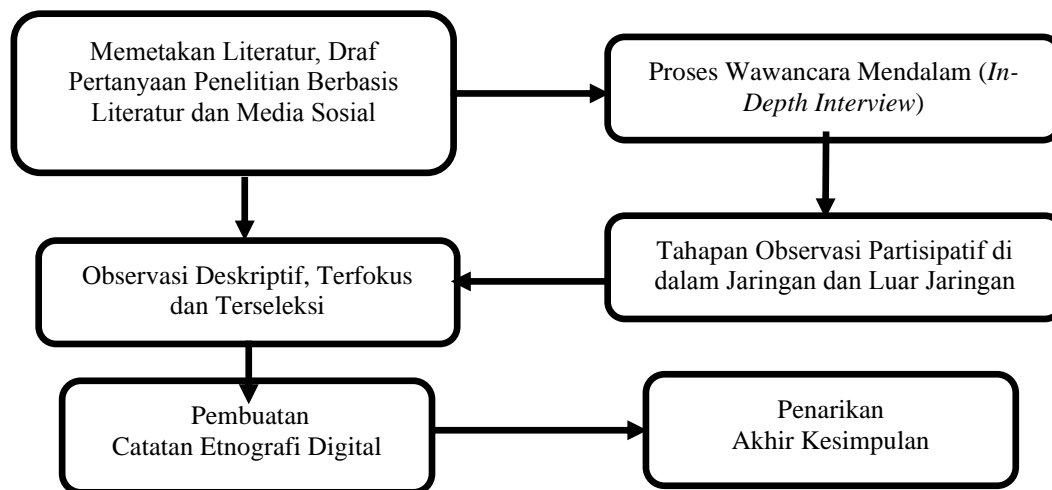 Memetakan Literatur, Draf
Pertanyaan Penelitian Berbasis
Literatur dan Media Sosial
Proses Wawancara Mendalam (In-
Depth Interview)
Tahapan Observasi Partisipatif di
dalam Jaringan dan Luar Jaringan
Observasi Deskriptif, Terfokus
dan Terseleksi
Pembuatan
Catatan Etnografi Digital
Penarikan
Akhir Kesimpulan